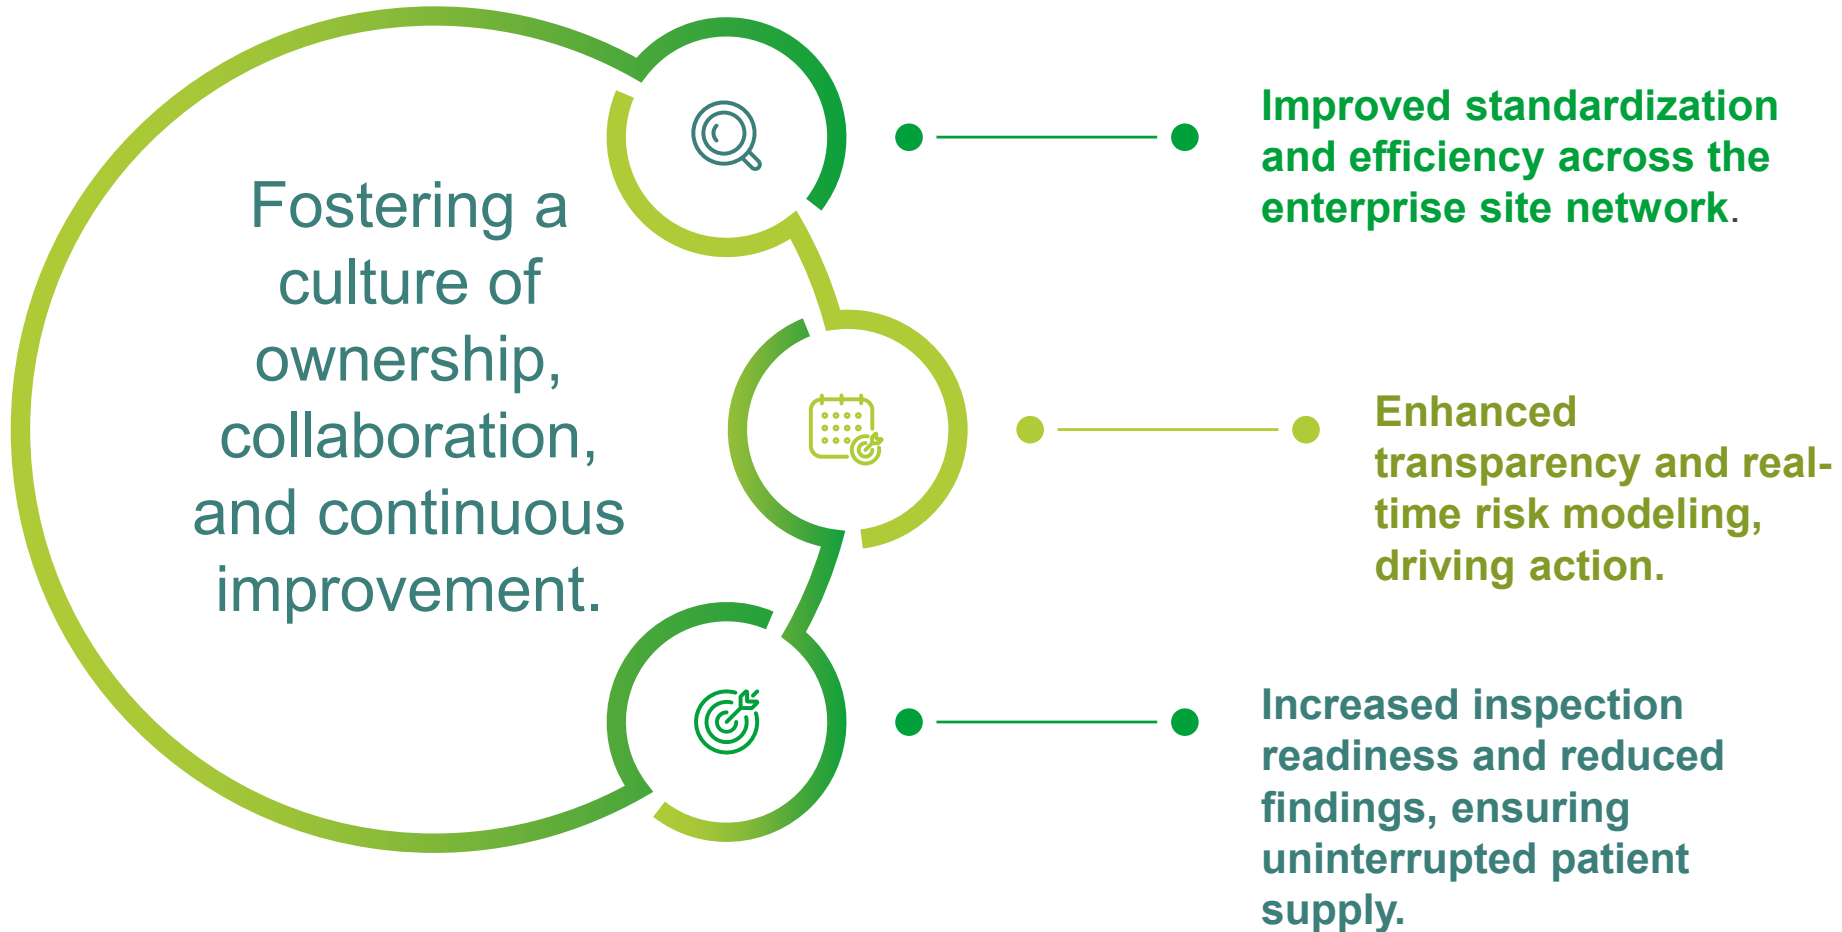 Fostering a
culture of
ownership,
collaboration,
and continuous
improvement.
Improved standardization
and efficiency across the
enterprise site network.
Enhanced
transparency and real-
time risk modeling,
driving action.
Increased inspection
readiness and reduced
findings, ensuring
uninterrupted patient
supply.